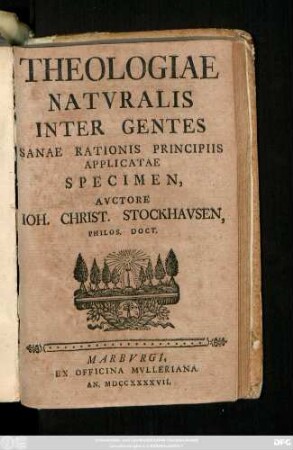 THEOLOGIAE
NATVRALIS
INTER GENTES
SANAE RATIONIS PRINCIPIIS
APPLICATAE
SPECIMEN,
AVCTORE
IOH. CHRIST. STOCKHAVSEN,
PHILOS. DOCT.
MARBVRGI,
EX OFFICINA MVLLERIANA
AN. MDCCXXXXVII.